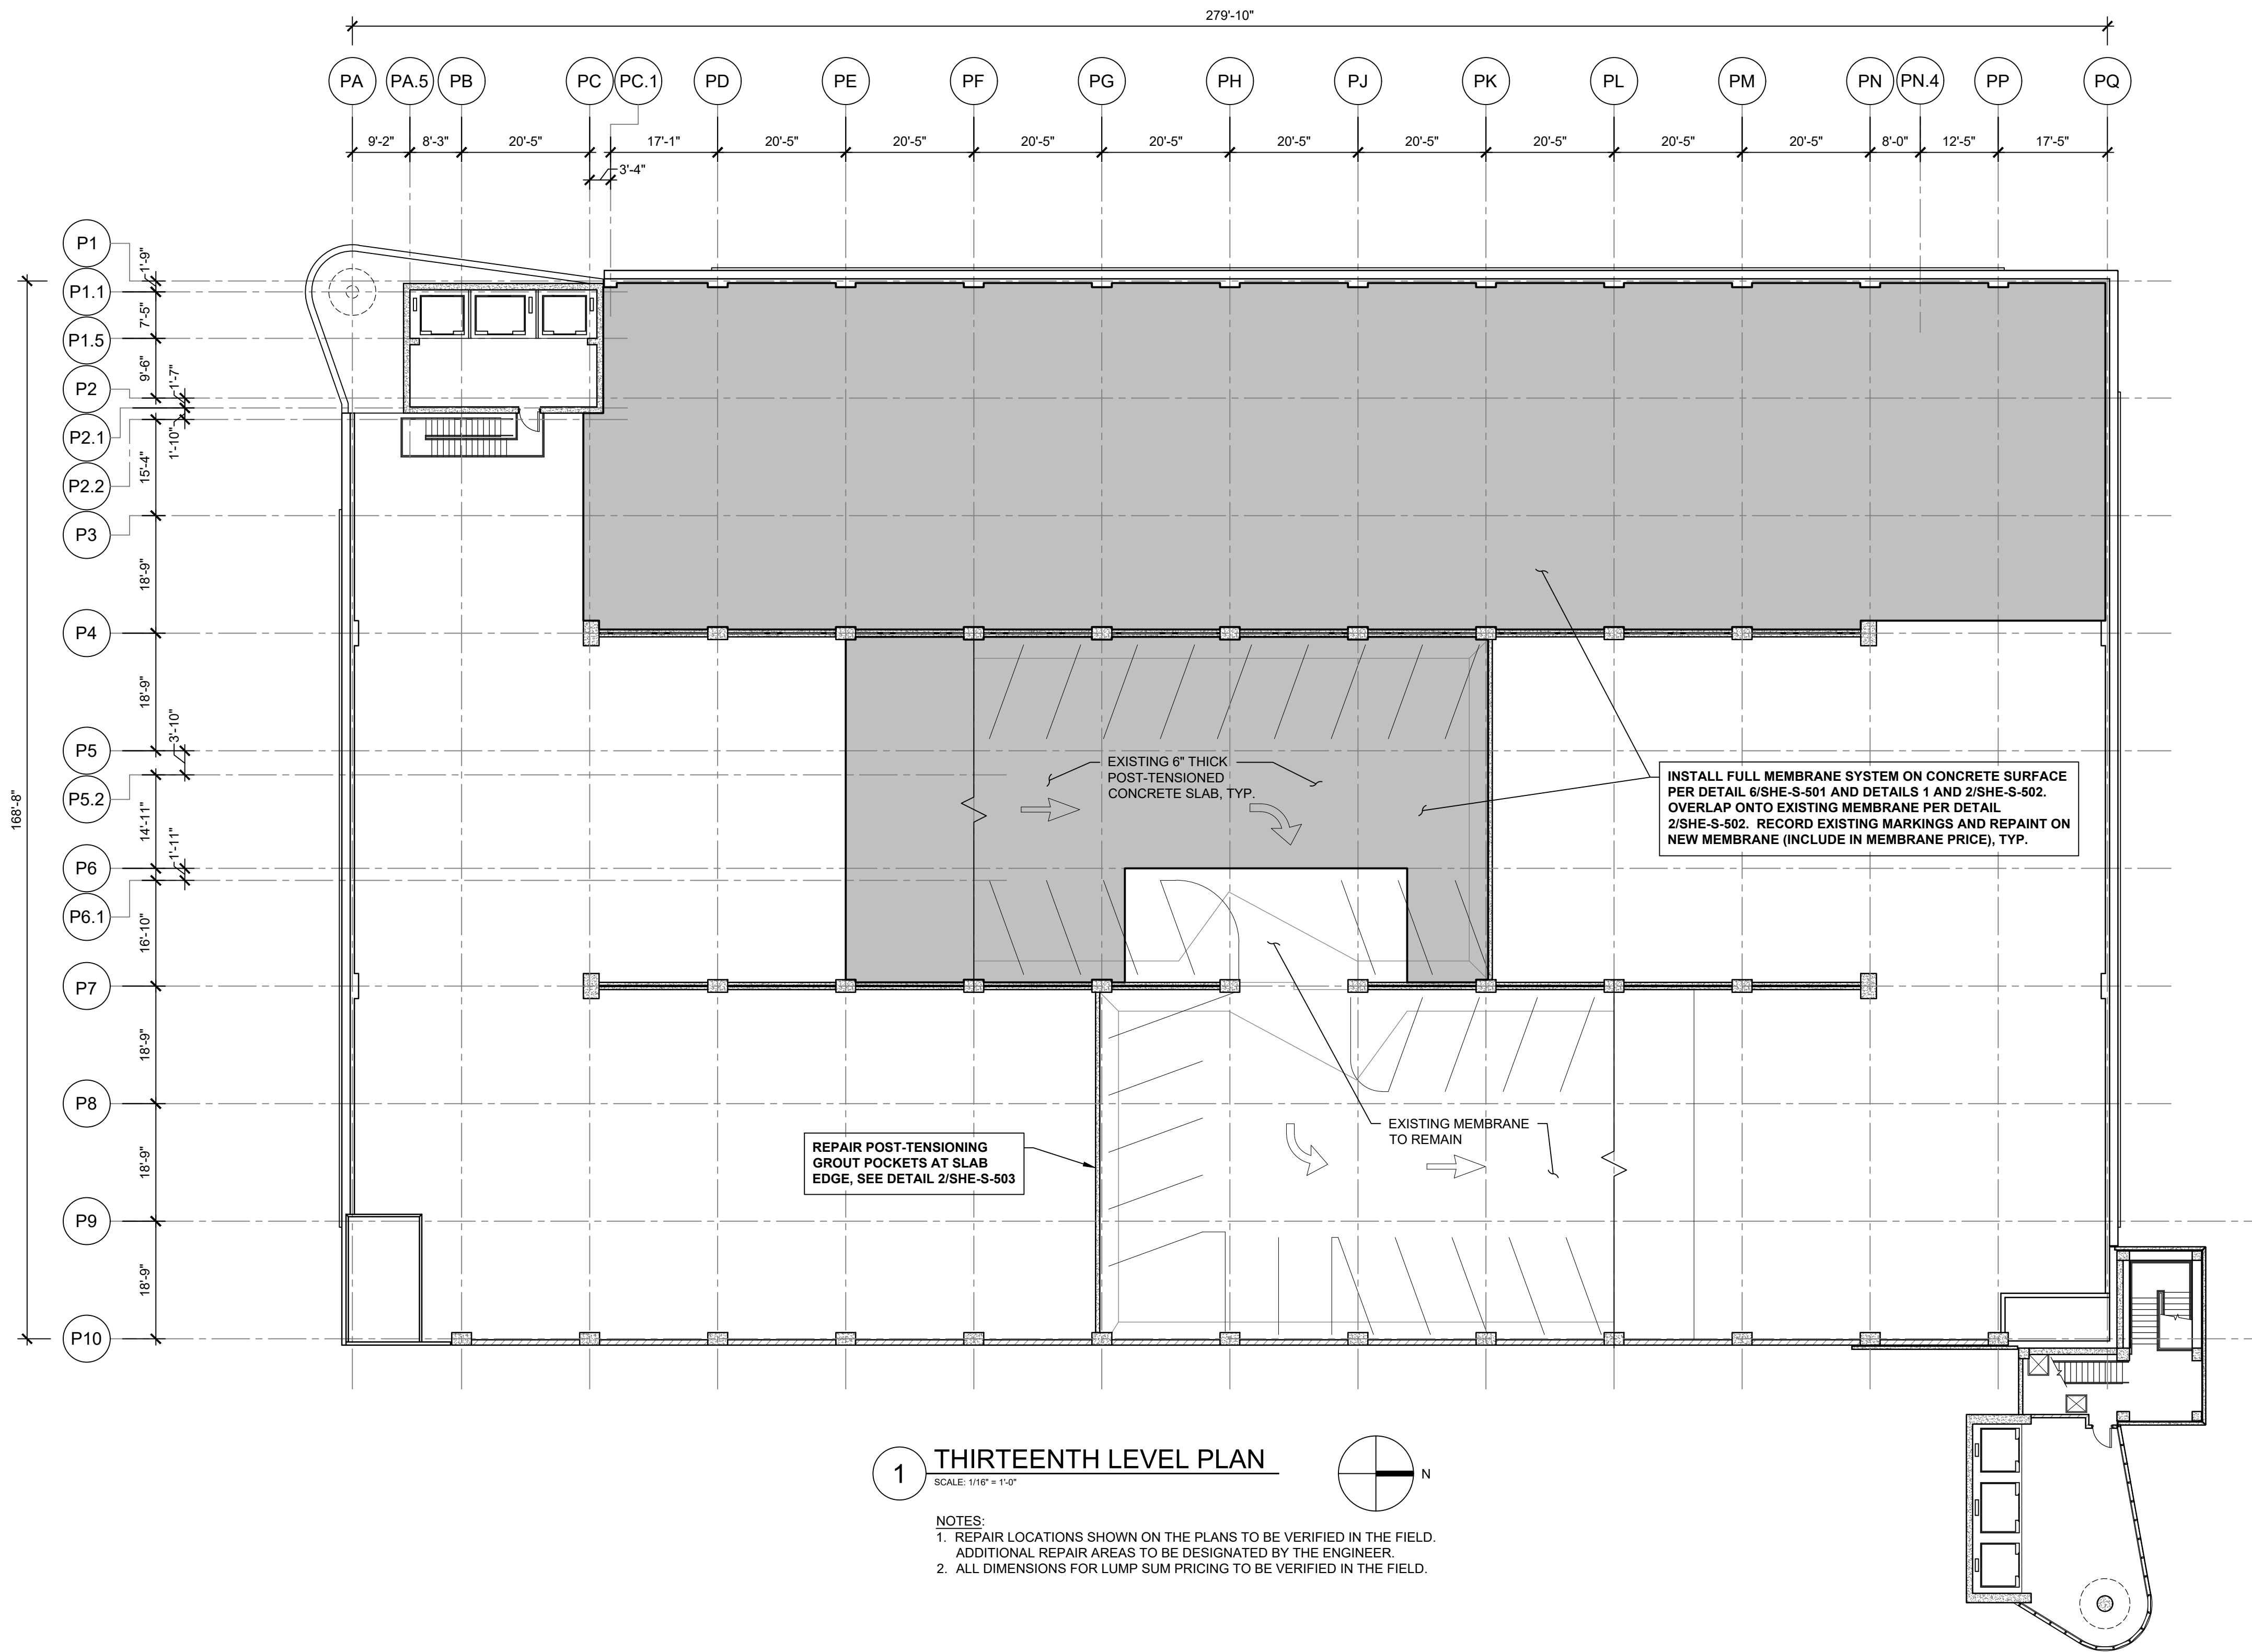 279'-10"
PA
PA.5
PB
PC
PC.1
PD
PE
PF
PG
PH
PJ
PK
PL
PM
PN
PN.4
PP
PQ
9'-2"
8'-3"
20'-5"
17'-1"
20'-5"
20'-5"
20'-5"
20'-5"
20'-5"
20'-5"
20'-5"
20'-5"
20'-5"
8'-0"
12'-5"
17'-5"
3'-4"
P1
P1.1
P1.5
P2
P2.1
P2.2
P3
P4
P5
P5.2
P6
P6.1
P7
P8
P9
P10
168'-8"
1'-9"
7'-5"
9'-6"
1'-7"
1'-10"
15'-4"
18'-9"
18'-9"
3'-10"
14'-11"
1'-11"
16'-10"
18'-9"
18'-9"
18'-9"
EXISTING 6" THICK
POST-TENSIONED
CONCRETE SLAB, TYP.
INSTALL FULL MEMBRANE SYSTEM ON CONCRETE SURFACE
PER DETAIL 6/SHE-S-501 AND DETAILS 1 AND 2/SHE-S-502.
OVERLAP ONTO EXISTING MEMBRANE PER DETAIL
2/SHE-S-502. RECORD EXISTING MARKINGS AND REPAINT ON
NEW MEMBRANE (INCLUDE IN MEMBRANE PRICE), TYP.
EXISTING MEMBRANE
TO REMAIN
REPAIR POST-TENSIONING
GROUT POCKETS AT SLAB
EDGE, SEE DETAIL 2/SHE-S-503
1
THIRTEENTH LEVEL PLAN
SCALE: 1/16" = 1'-0"
N
NOTES:
1. REPAIR LOCATIONS SHOWN ON THE PLANS TO BE VERIFIED IN THE FIELD.
ADDITIONAL REPAIR AREAS TO BE DESIGNATED BY THE ENGINEER.
2. ALL DIMENSIONS FOR LUMP SUM PRICING TO BE VERIFIED IN THE FIELD.